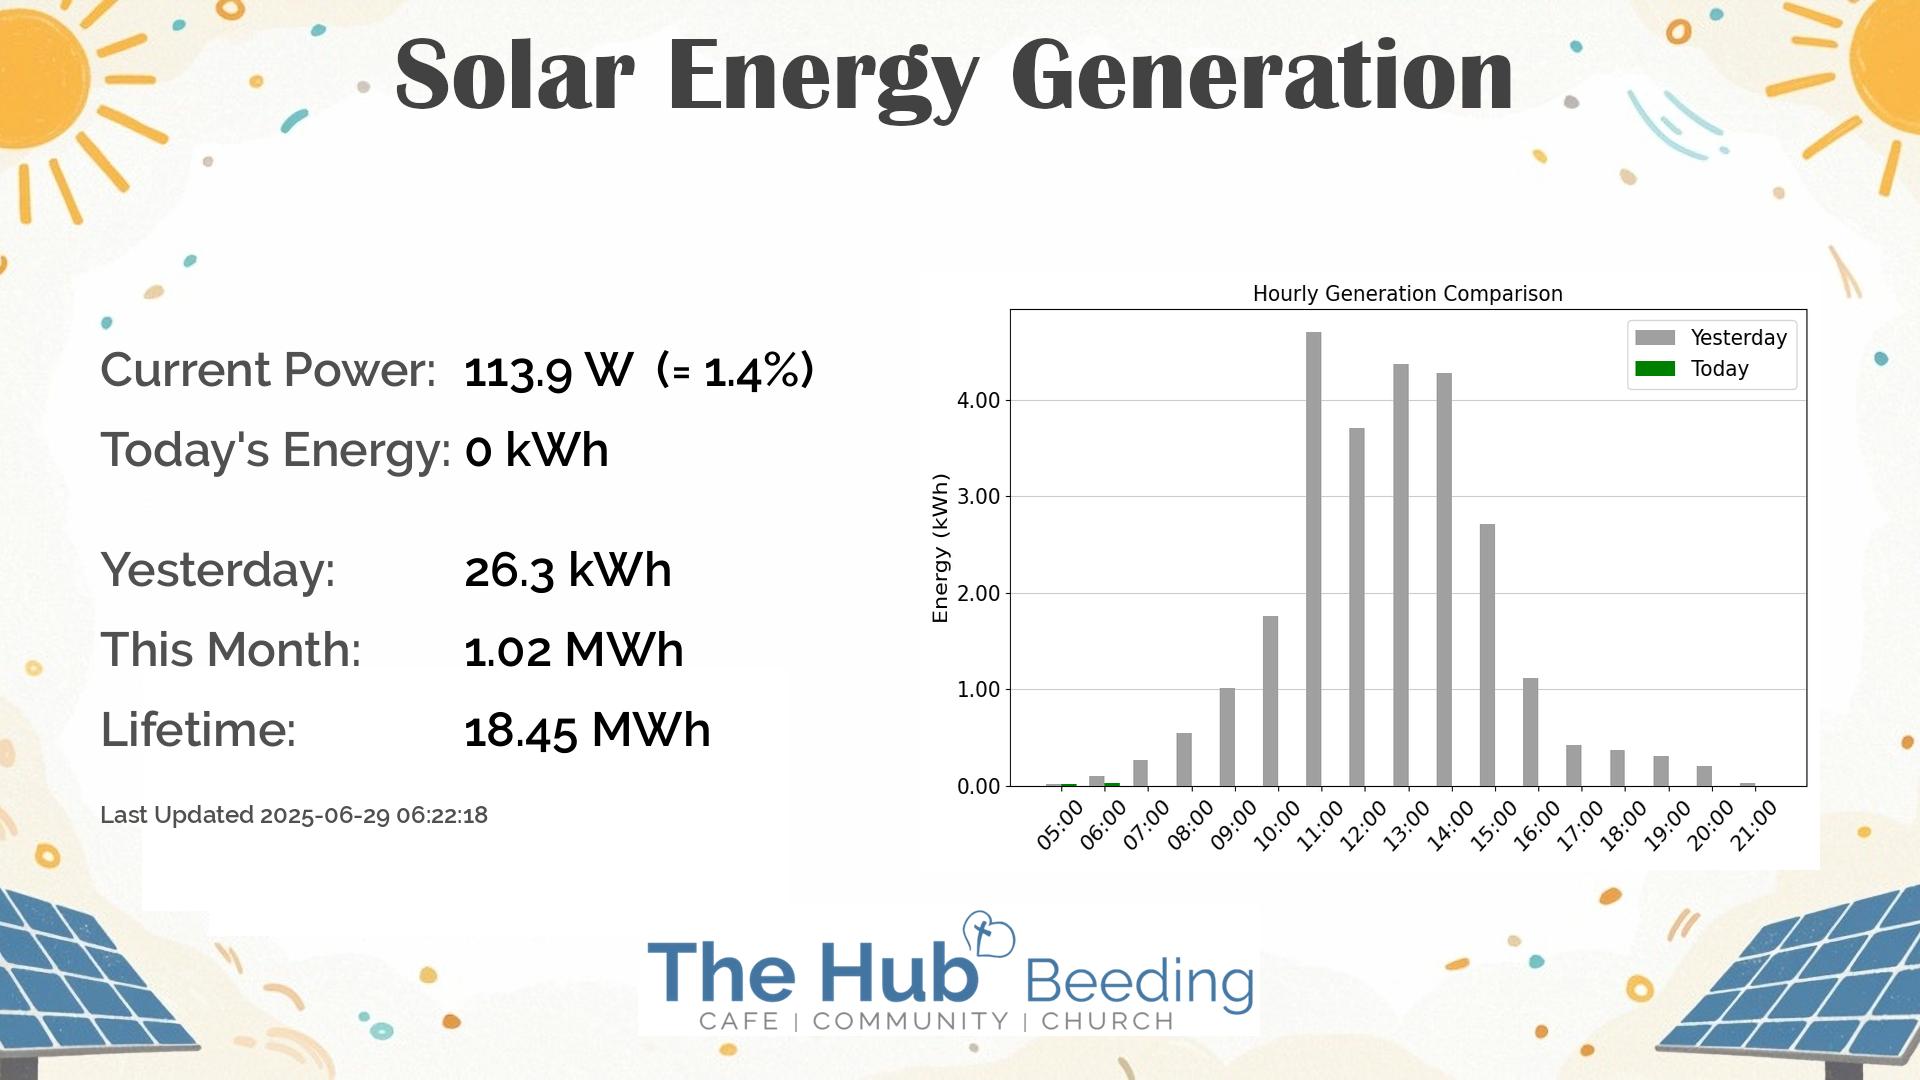 Solar Energy Generation
Current Power: 113.9 W (= 1.4%)
Today's Energy: 0 kWh
Yesterday: 26.3 kWh
This Month: 1.02 MWh
Lifetime: 18.45 MWh
Last Updated 2025-06-29 06:22:18
Hourly Generation Comparison
Yesterday
Today
Energy (kWh)
4.00
3.00
2.00
1.00
0.00
05:00 06:00 07:00 08:00 09:00 10:00 11:00 12:00 13:00 14:00 15:00 16:00 17:00 18:00 19:00 20:00 21:00
The Hub Beeding
CAFE | COMMUNITY | CHURCH